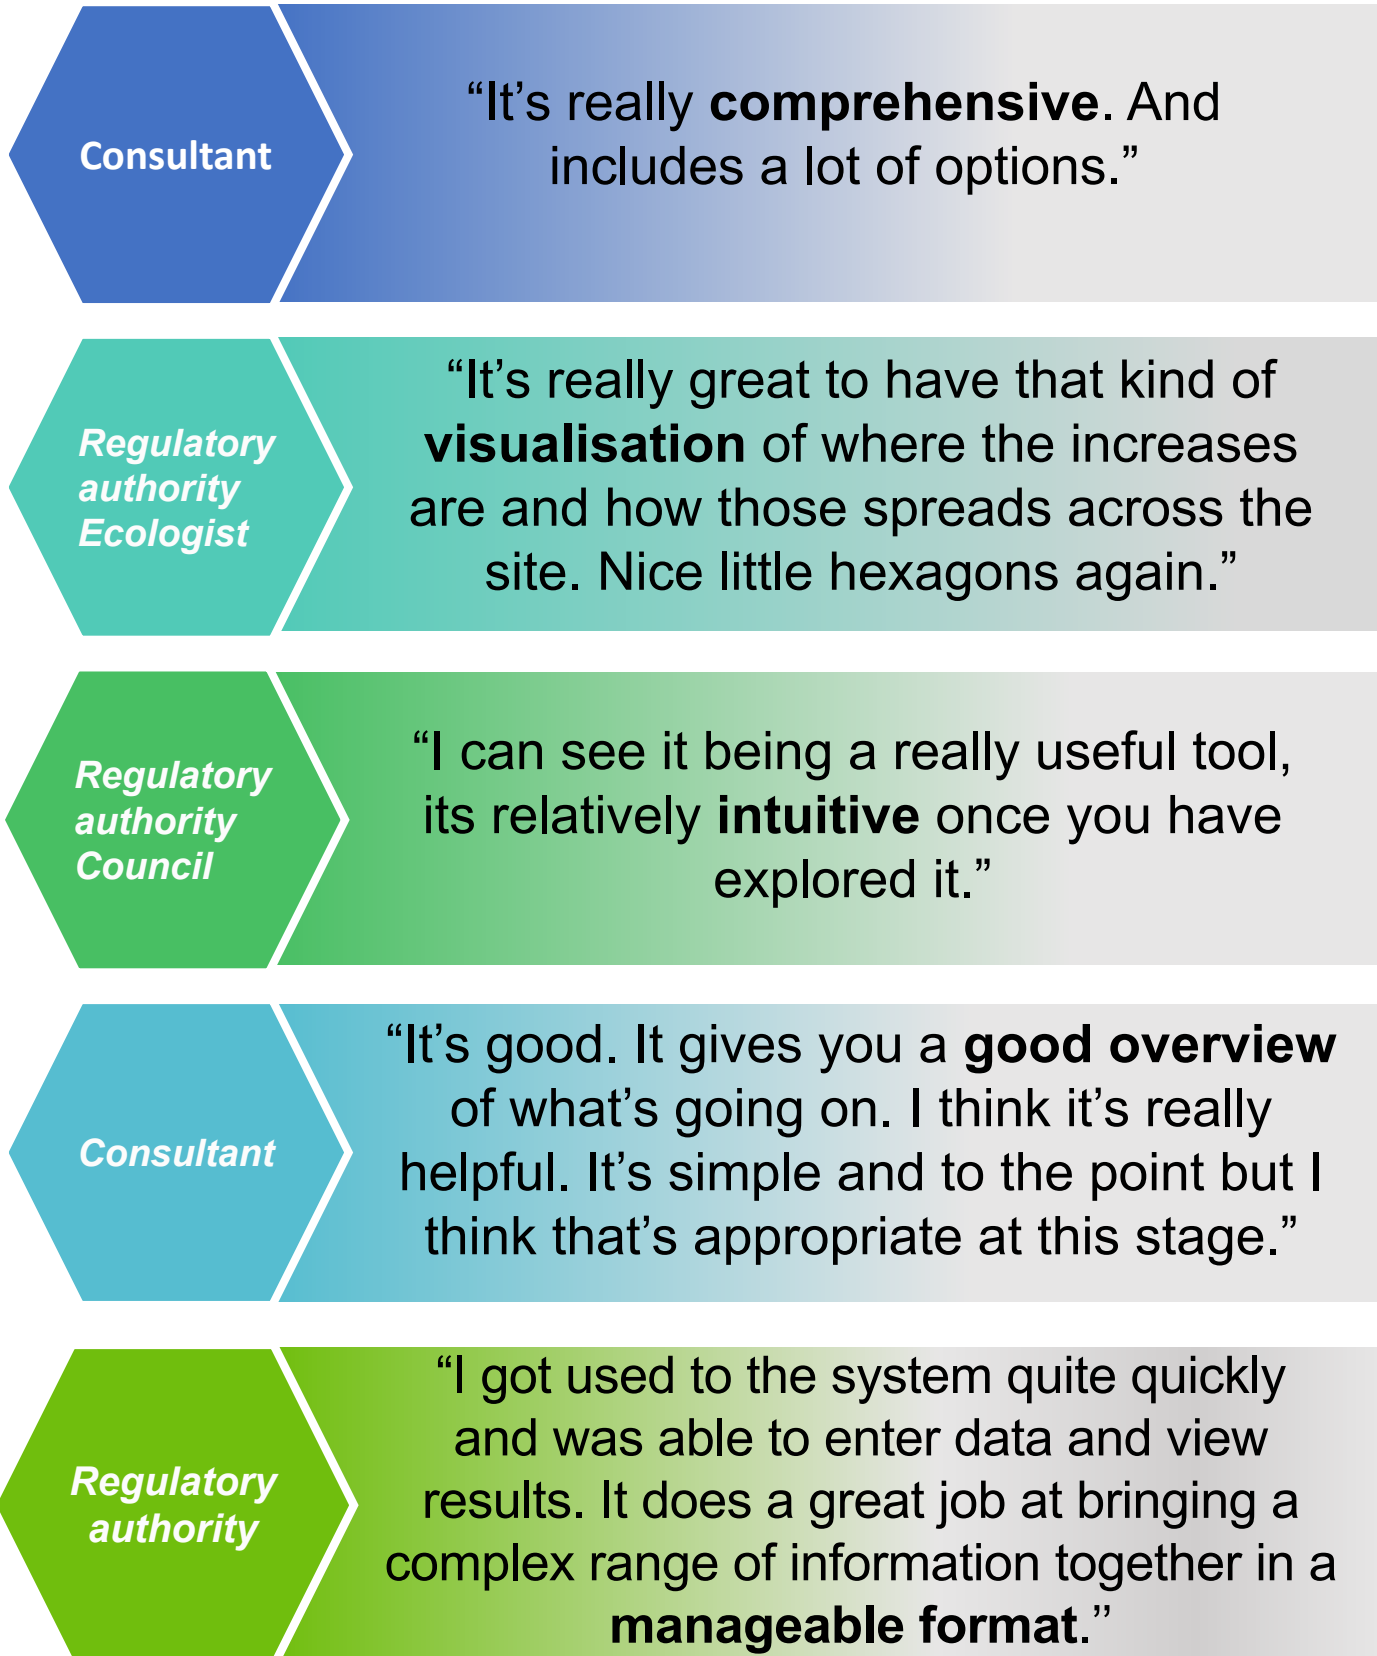 Consultant
“It’s really comprehensive. And
includes a lot of options.”
Regulatory
authority
Ecologist
“It’s really great to have that kind of
visualisation of where the increases
are and how those spreads across the
site. Nice little hexagons again.”
Regulatory
authority
Council
“I can see it being a really useful tool,
its relatively intuitive once you have
explored it.”
Consultant
“It’s good. It gives you a good overview
of what’s going on. I think it’s really
helpful. It’s simple and to the point but I
think that’s appropriate at this stage.”
Regulatory
authority
“I got used to the system quite quickly
and was able to enter data and view
results. It does a great job at bringing a
complex range of information together in a
manageable format.’’